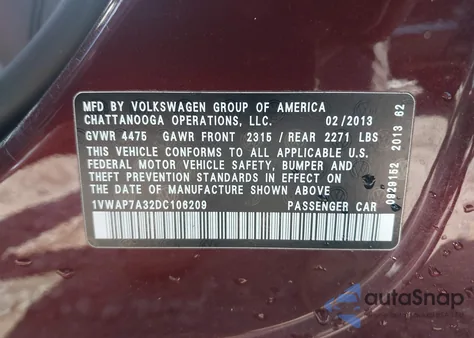 MFD BY VOLKSWAGEN GROUP OF AMERICA
CHATTANOOGA OPERATIONS, LLC. 02/2013
GVWR 4475 GAWR FRONT 2315 / REAR 2271 LBS
THIS VEHICLE CONFORMS TO ALL APPLICABLE U.S.
FEDERAL MOTOR VEHICLE SAFETY, BUMPER AND
THEFT PREVENTION STANDARDS IN EFFECT ON
THE DATE OF MANUFACTURE SHOWN ABOVE
1VWAP7A32DC106209 PASSENGER CAR
0829152 2013 62
autoSnap